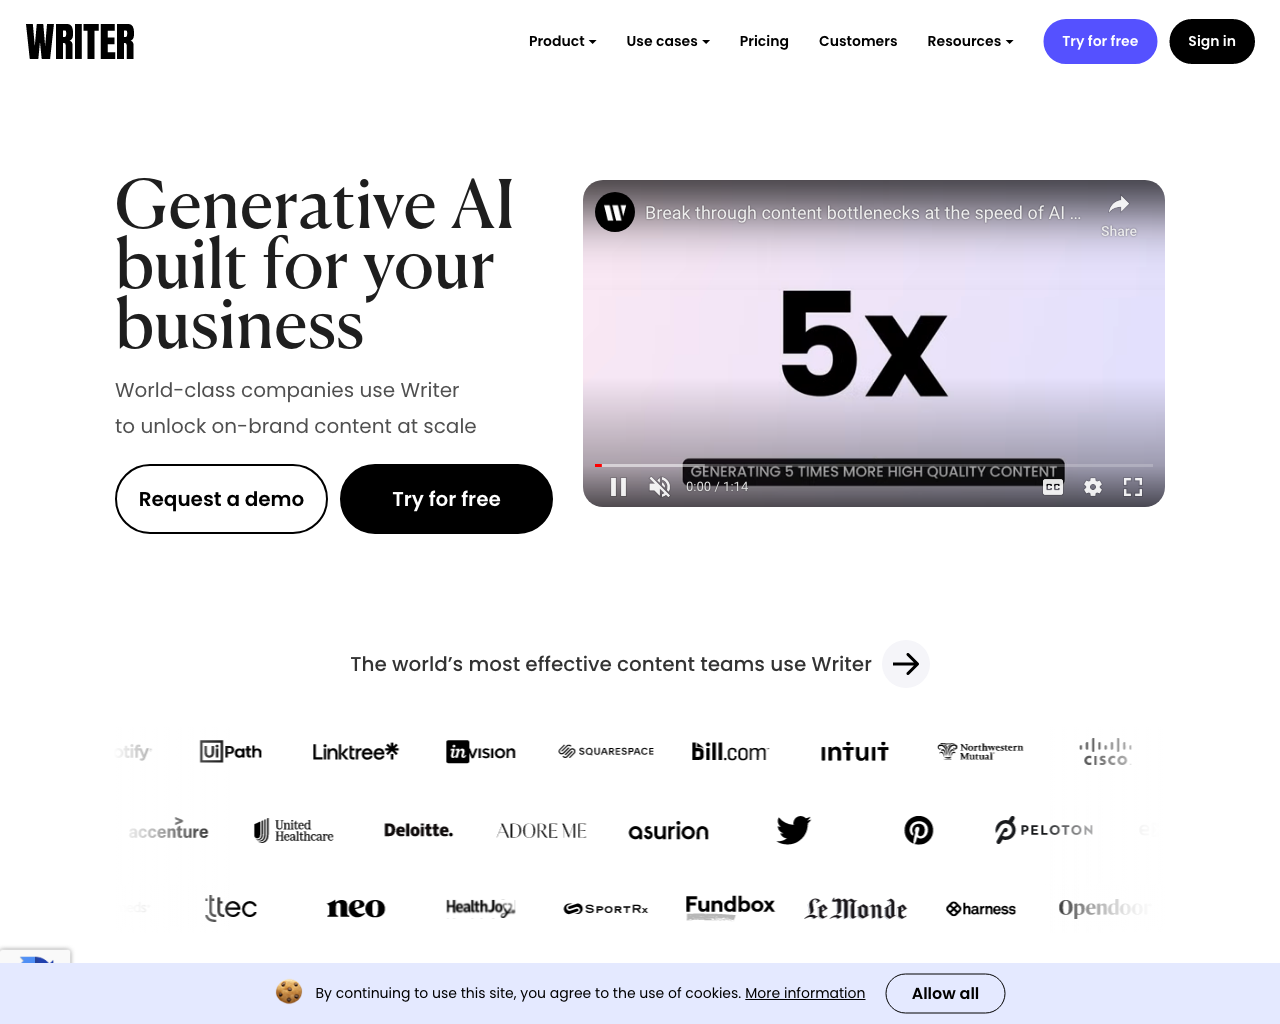 WRITER
Product Use cases Pricing Customers Resources Try for free Sign in
Generative AI
built for your
business
World-class companies use Writer
to unlock on-brand content at scale
Request a demo Try for free
Break through content bottlenecks at the speed of AI ...
Share
5x
GENERATING 5 TIMES MORE HIGH QUALITY CONTENT
0:00 / 1:14
CC
The world’s most effective content teams use Writer
otify UiPath Linktree invision SQUARESPACE bill.com intuit Northwestern Mutual CISCO
accenture United Healthcare Deloitte. ADORE ME asurion PELOTON
ttec neo HealthJoy SPORTRx Fundbox Le Monde harness Opendoor
By continuing to use this site, you agree to the use of cookies. More information Allow all